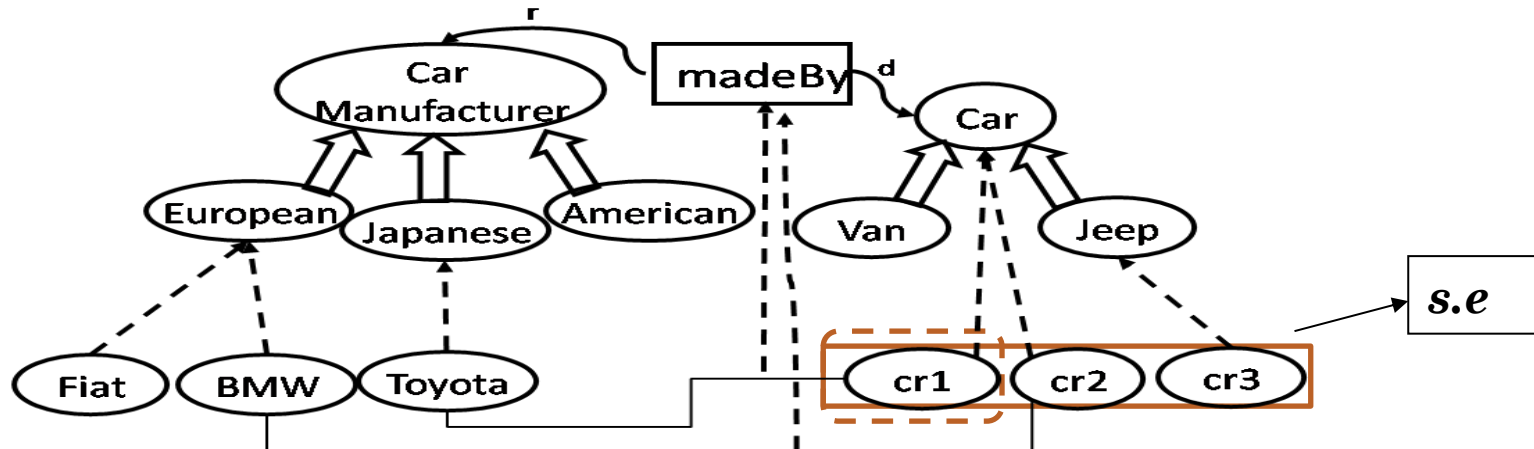 r
Car
Manufacturer
madeBy
d
Car
European
Japanese
American
Van
Jeep
s.e
Fiat
BMW
Toyota
cr1
cr2
cr3